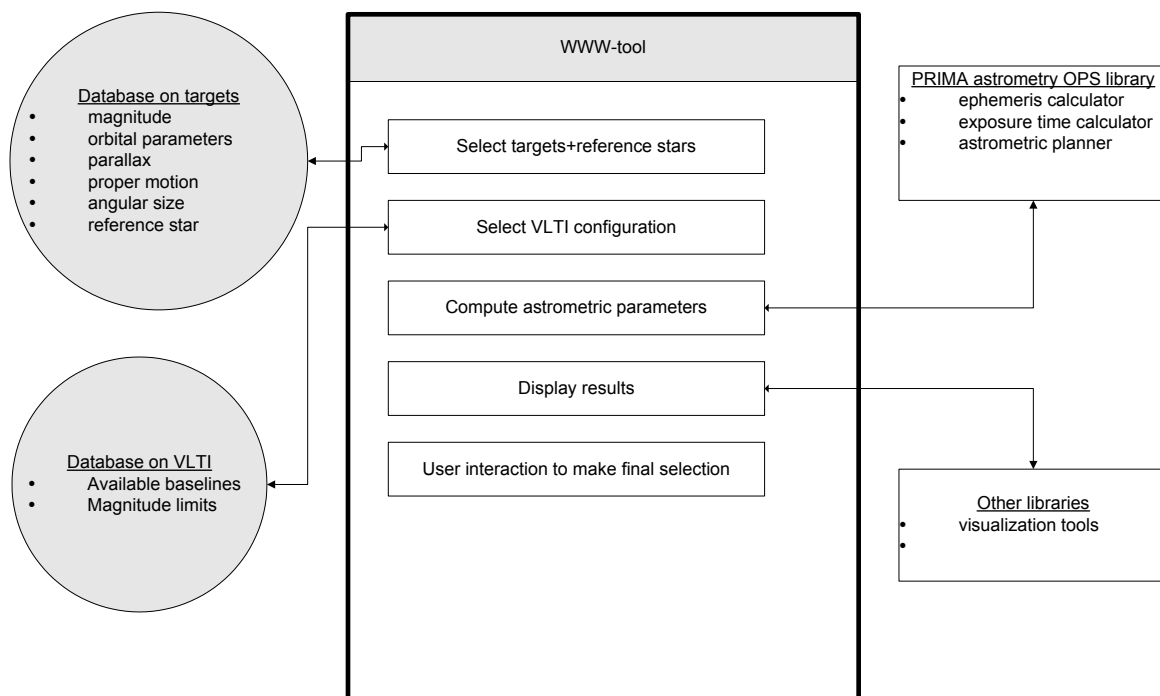 WWW-tool
Database on targets
• magnitude
• orbital parameters
• parallax
• proper motion
• angular size
• reference star
Select targets+reference stars
Select VLTI configuration
Compute astrometric parameters
Display results
User interaction to make final selection
Database on VLTI
• Available baselines
• Magnitude limits
PRIMA astrometry OPS library
• ephemeris calculator
• exposure time calculator
• astrometric planner
Other libraries
• visualization tools
•